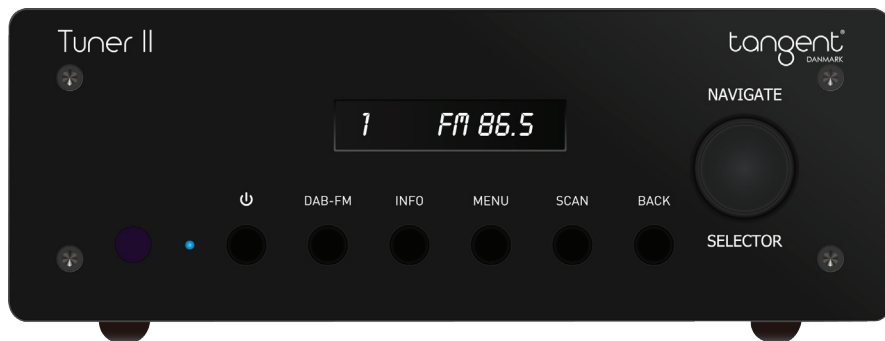 Tuner II
tangent®
DANMARK
NAVIGATE
1 FM 86.5
DAB-FM INFO MENU SCAN BACK
SELECTOR